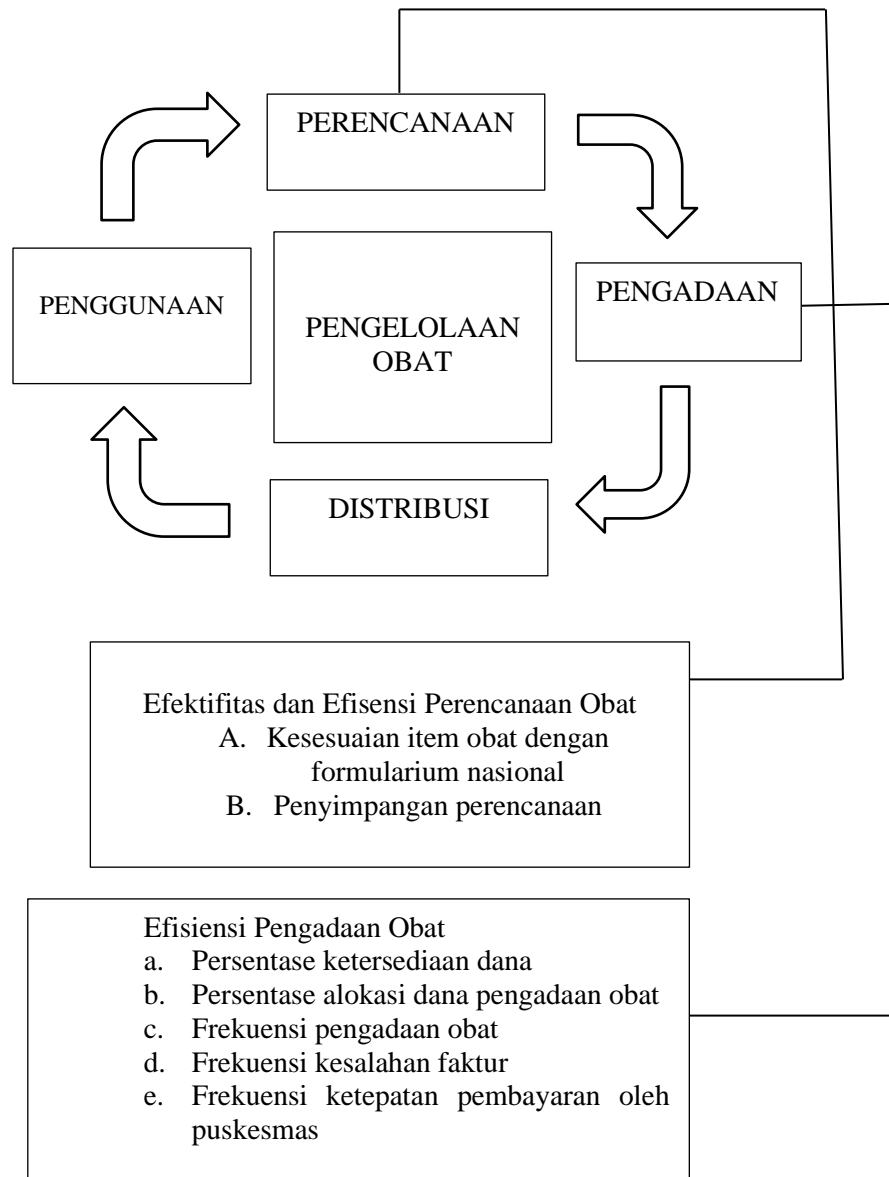 PERENCANAAN
PENGGUNAAN
PENGELOLAAN
OBAT
PENGADAAN
DISTRIBUSI
Efektifitas dan Efisensi Perencanaan Obat
A. Kesesuaian item obat dengan
formularium nasional
B. Penyimpangan perencanaan
Efisiensi Pengadaan Obat
a. Persentase ketersediaan dana
b. Persentase alokasi dana pengadaan obat
c. Frekuensi pengadaan obat
d. Frekuensi kesalahan faktur
e. Frekuensi ketepatan pembayaran oleh
puskesmas